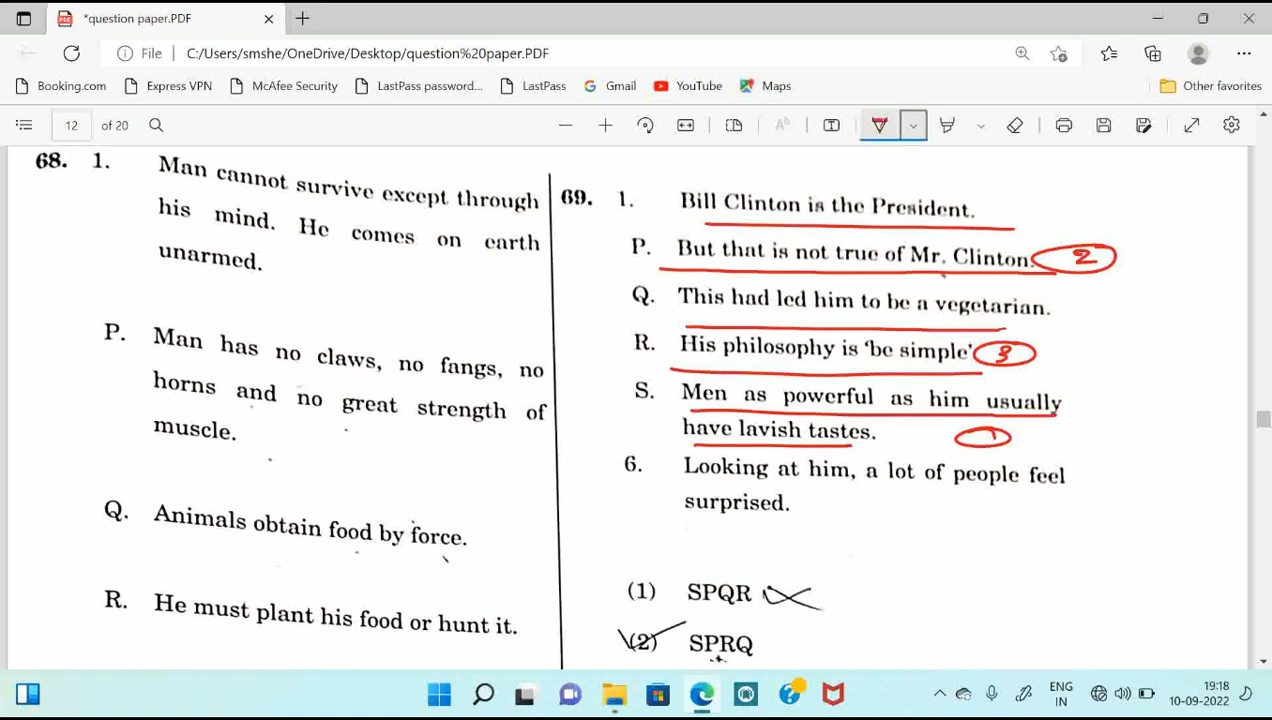 *question paper.PDF
File
C:/Users/smshe/OneDrive/Desktop/question%20paper.PDF
Booking.com
Express VPN
McAfee Security
LastPass password...
LastPass
Gmail
YouTube
Maps
Other favorites
12 of 20
68. 1. Man cannot survive except through
his mind. He comes on earth
unarmed.
P. Man has no claws, no fangs, no
horns and no great strength of
muscle.
Q. Animals obtain food by force.
R. He must plant his food or hunt it.
69. 1. Bill Clinton is the President.
P. But that is not true of Mr. Clinton. 2
Q. This had led him to be a vegetarian.
R. His philosophy is 'be simple' 3
S. Men as powerful as him usually
have lavish tastes. 1
6. Looking at him, a lot of people feel
surprised.
(1) SPQR
(2) SPRQ
ENG
IN
19:18
10-09-2022